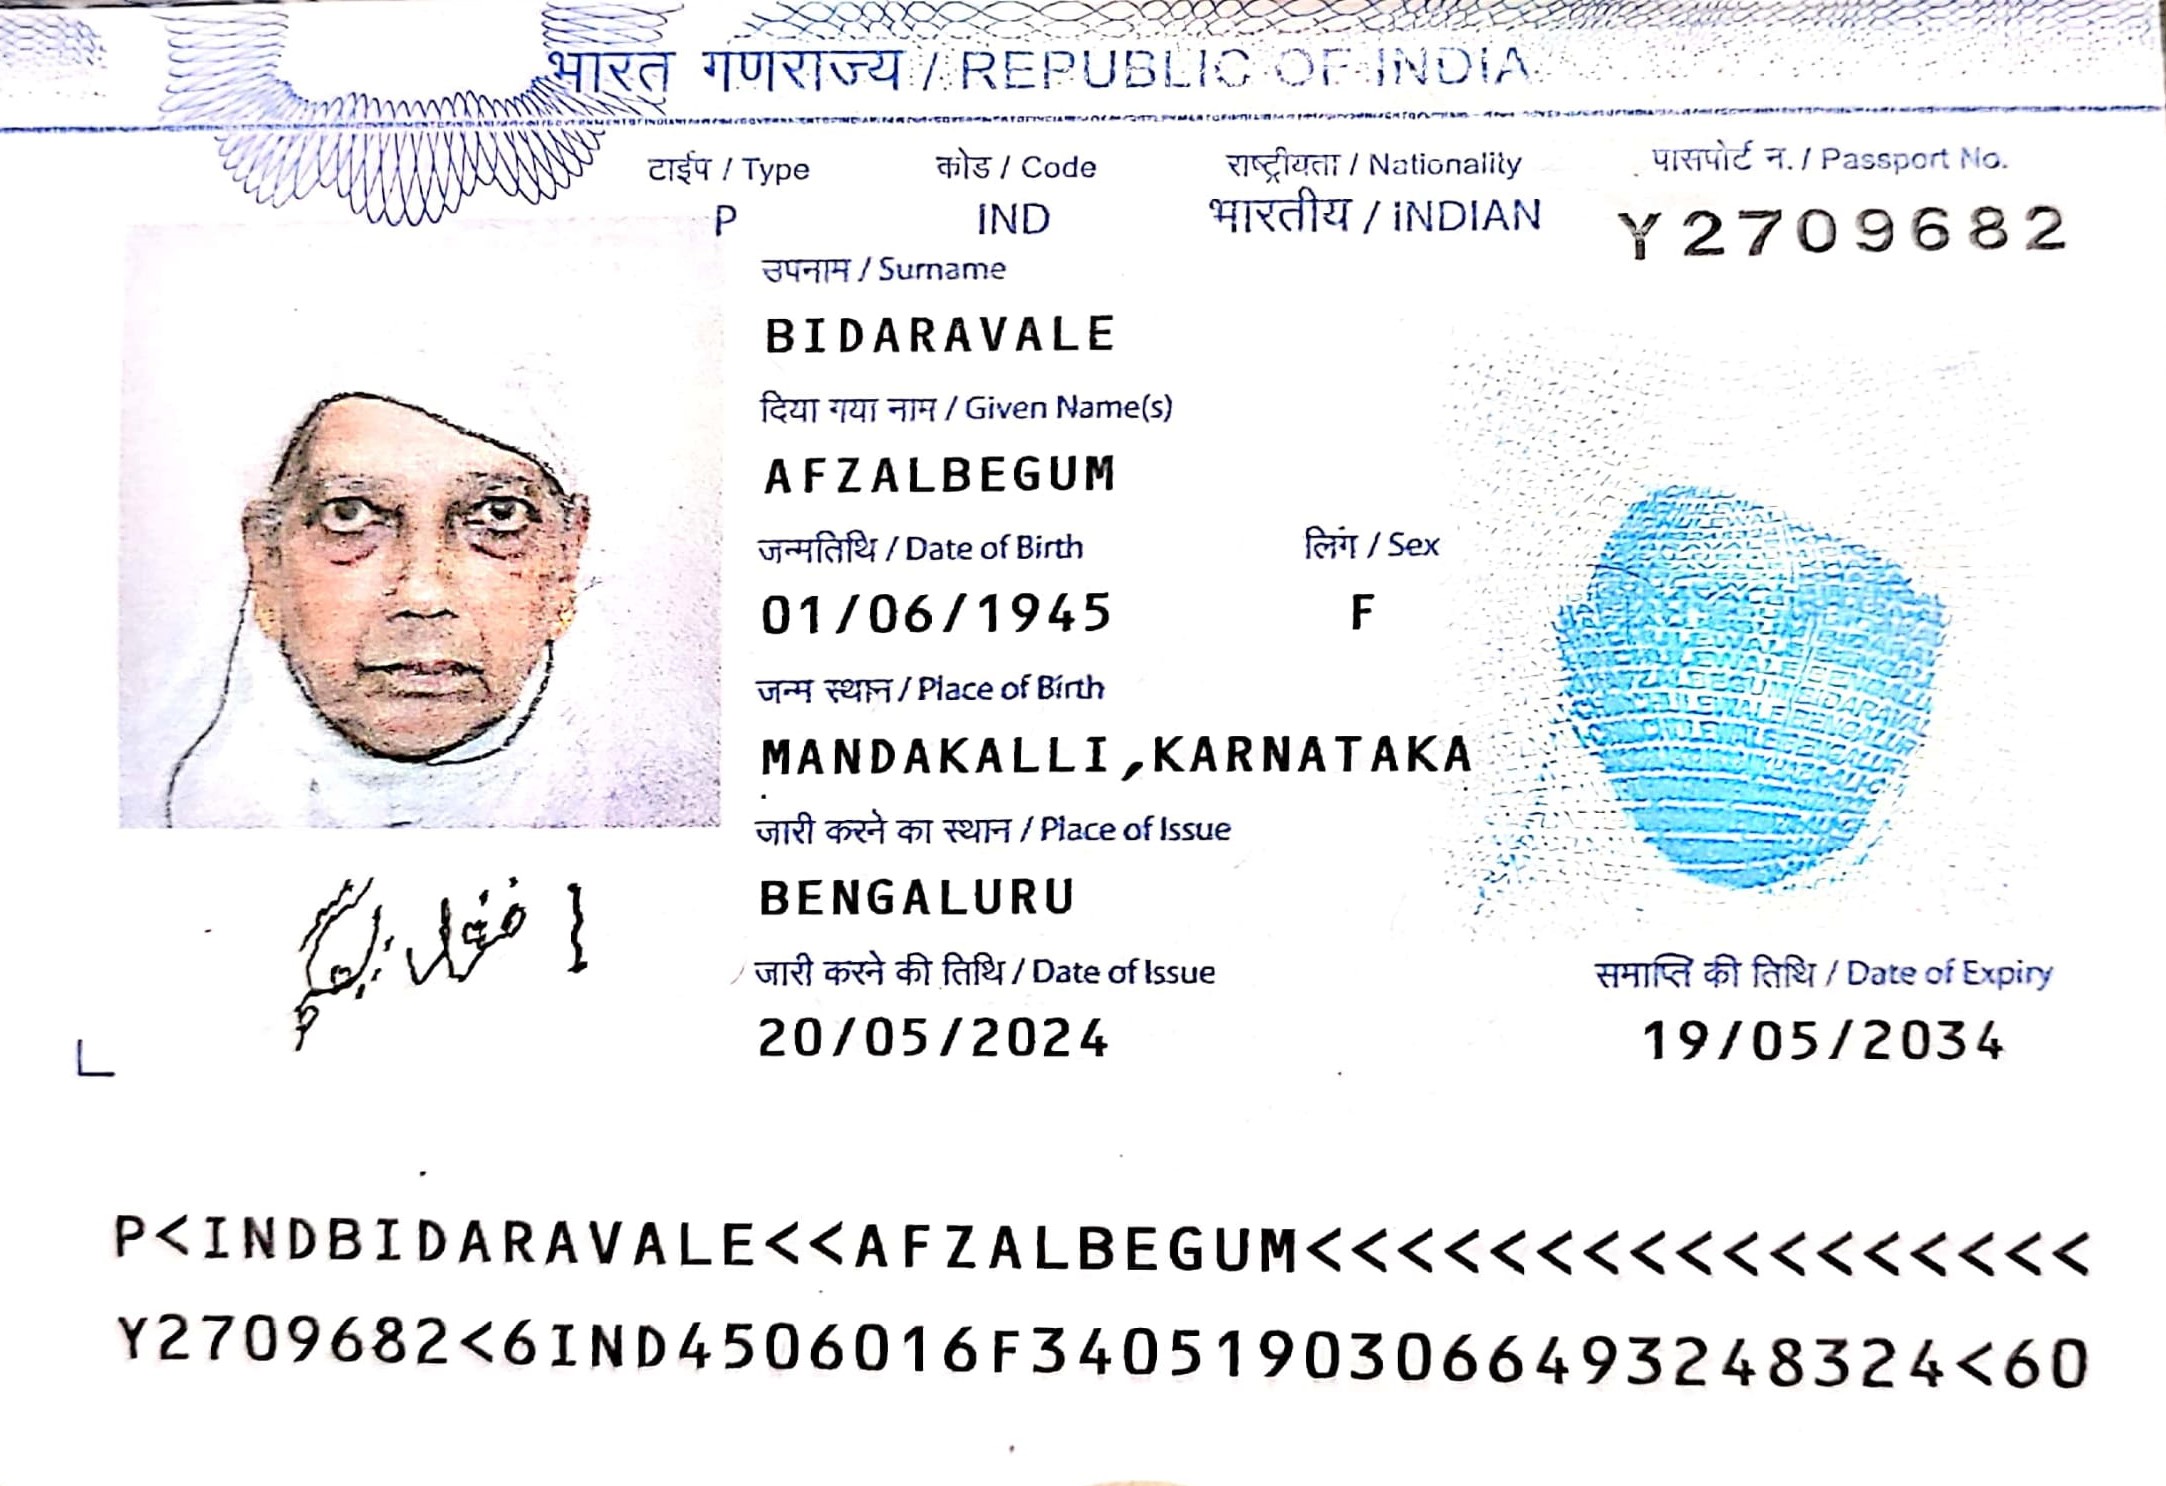 भारत गणराज्य / REPUBLIC OF INDIA
टाईप / Type
कोड / Code
राष्ट्रीयता / Nationality
पासपोर्ट न. / Passport No.
P
IND
भारतीय / INDIAN
Y2709682
उपनाम / Surname
BIDARAVALE
दिया गया नाम / Given Name(s)
AFZALBEGUM
जन्मतिथि / Date of Birth
लिंग / Sex
01/06/1945
F
जन्म स्थान / Place of Birth
MANDAKALLI,KARNATAKA
जारी करने का स्थान / Place of Issue
BENGALURU
जारी करने की तिथि / Date of Issue
समाप्ति की तिथि / Date of Expiry
20/05/2024
19/05/2034
P<INDBIDARAVALE<<AFZALBEGUM<<<<<<<<<<<<<<<<<
Y2709682<6IND4506016F34051903066493248324<60